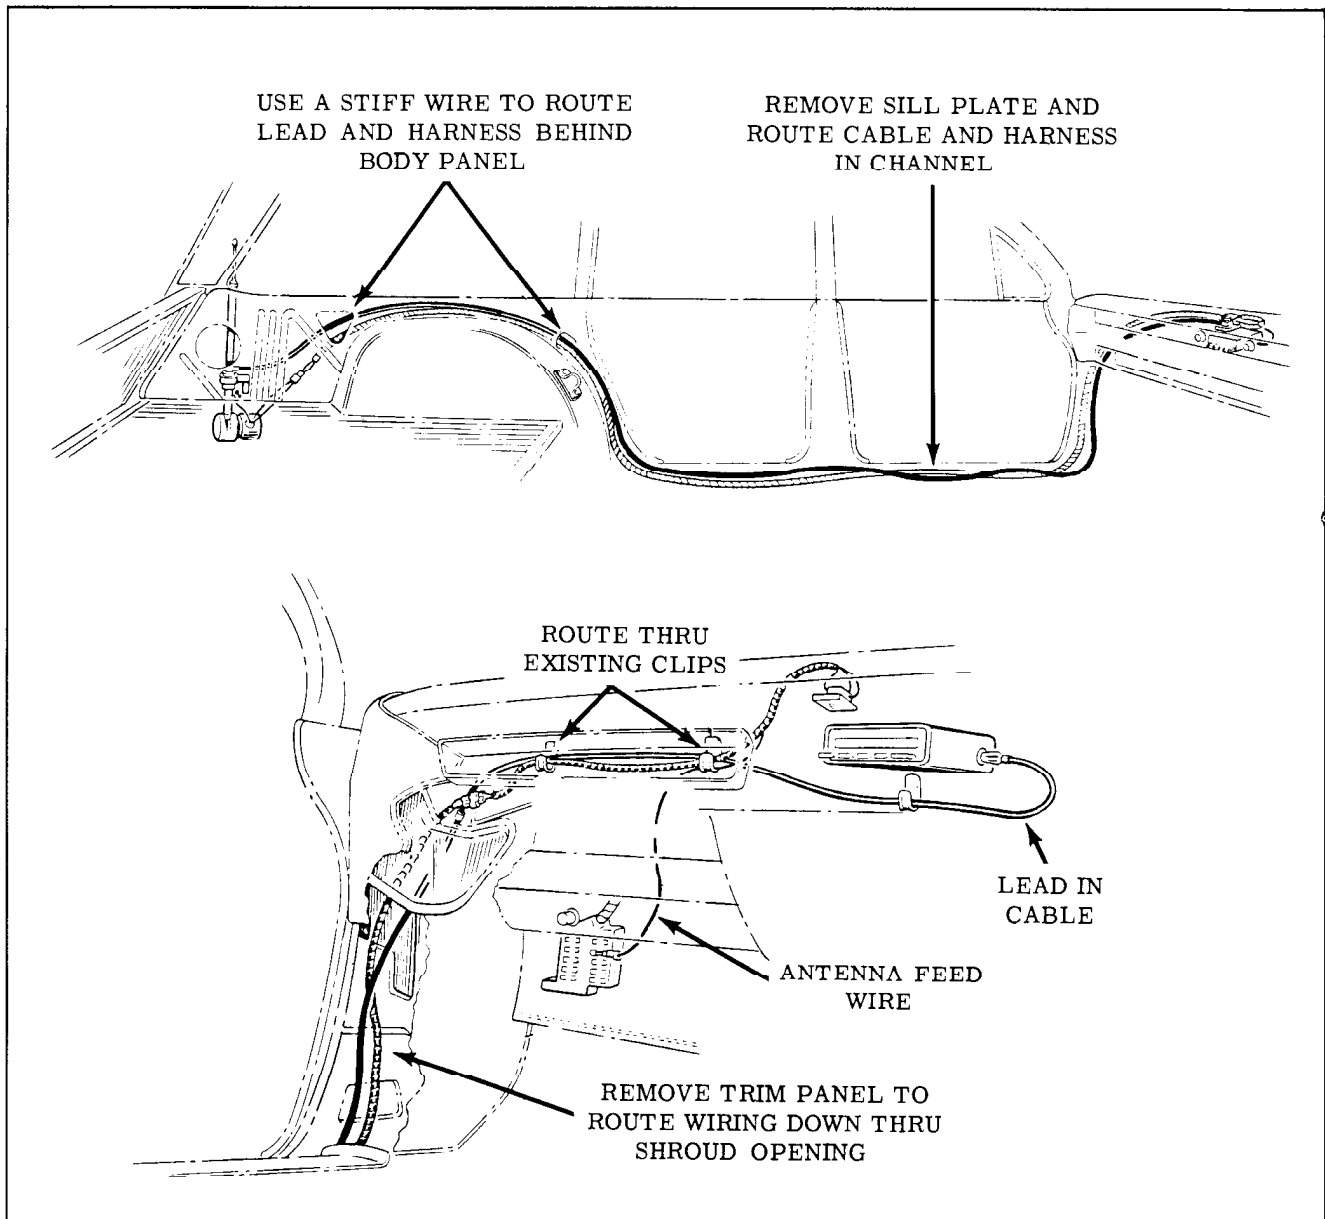 USE A STIFF WIRE TO ROUTE
LEAD AND HARNESS BEHIND
BODY PANEL
REMOVE SILL PLATE AND
ROUTE CABLE AND HARNESS
IN CHANNEL
ROUTE THRU
EXISTING CLIPS
LEAD IN
CABLE
ANTENNA FEED
WIRE
REMOVE TRIM PANEL TO
ROUTE WIRING DOWN THRU
SHROUD OPENING